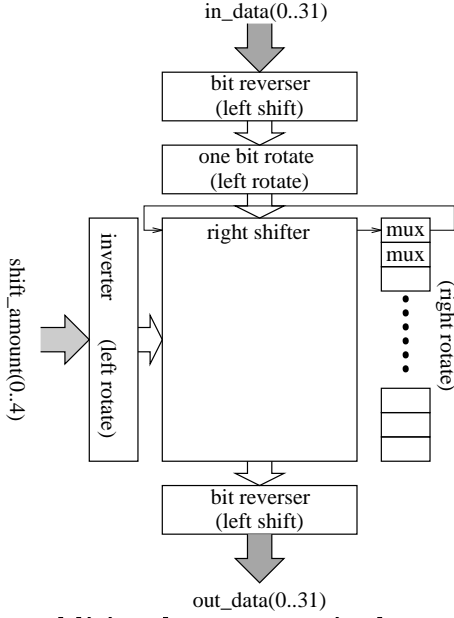 in_data(0..31)
bit reverser
(left shift)
one bit rotate
(left rotate)
right shifter
mux
mux
(right rotate)
inverter (left rotate)
shift_amount(0..4)
bit reverser
(left shift)
out_data(0..31)